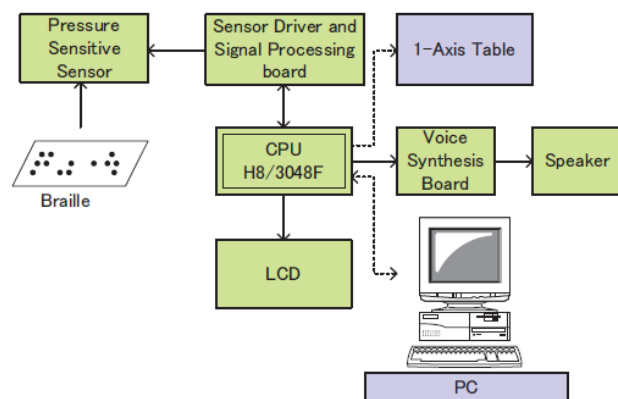 Pressure
Sensitive
Sensor
Sensor Driver and
Signal Processing
board
1-Axis Table
CPU
H8/3048F
Voice
Synthesis
Board
Speaker
Braille
LCD
PC